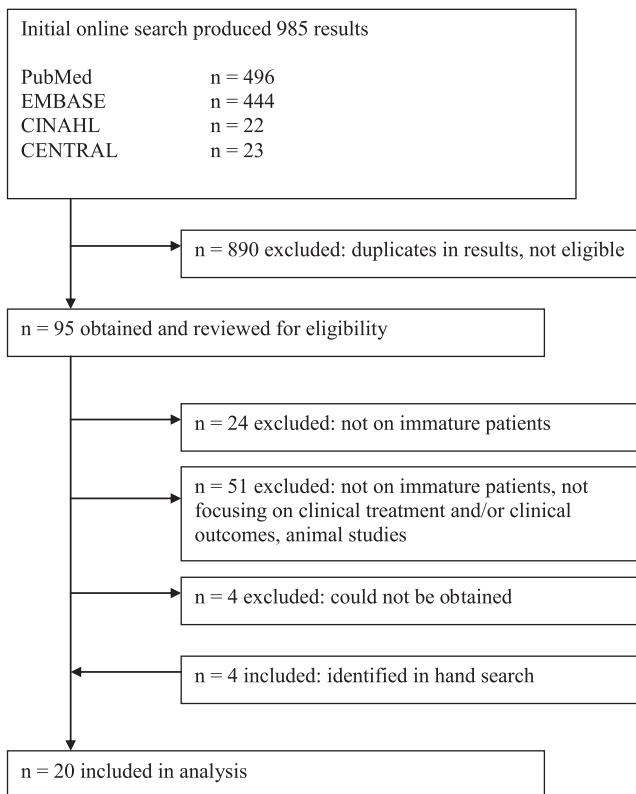 Initial online search produced 985 results
PubMed n = 496
EMBASE n = 444
CINAHL n = 22
CENTRAL n = 23
n = 890 excluded: duplicates in results, not eligible
n = 95 obtained and reviewed for eligibility
n = 24 excluded: not on immature patients
n = 51 excluded: not on immature patients, not
focusing on clinical treatment and/or clinical
outcomes, animal studies
n = 4 excluded: could not be obtained
n = 4 included: identified in hand search
n = 20 included in analysis